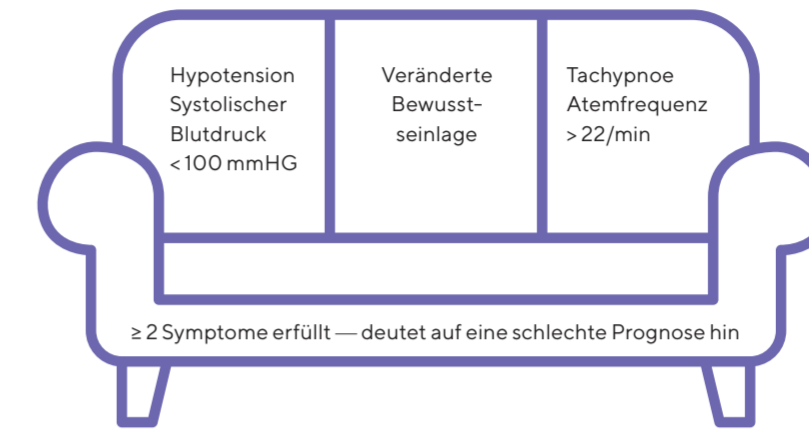 Hypotension
Systolischer
Blutdruck
< 100 mmHG
Veränderte
Bewusst-
seinlage
Tachypnoe
Atemfrequenz
> 22/min
≥ 2 Symptome erfüllt — deutet auf eine schlechte Prognose hin